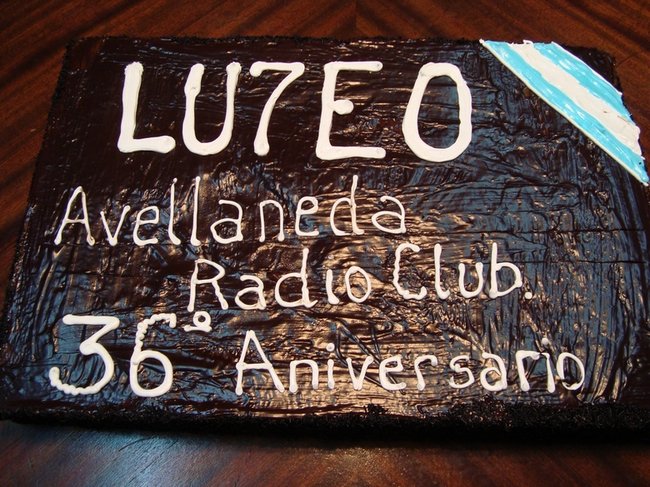 LU7EO
Avellaneda
Radio Club.
36º Aniversario